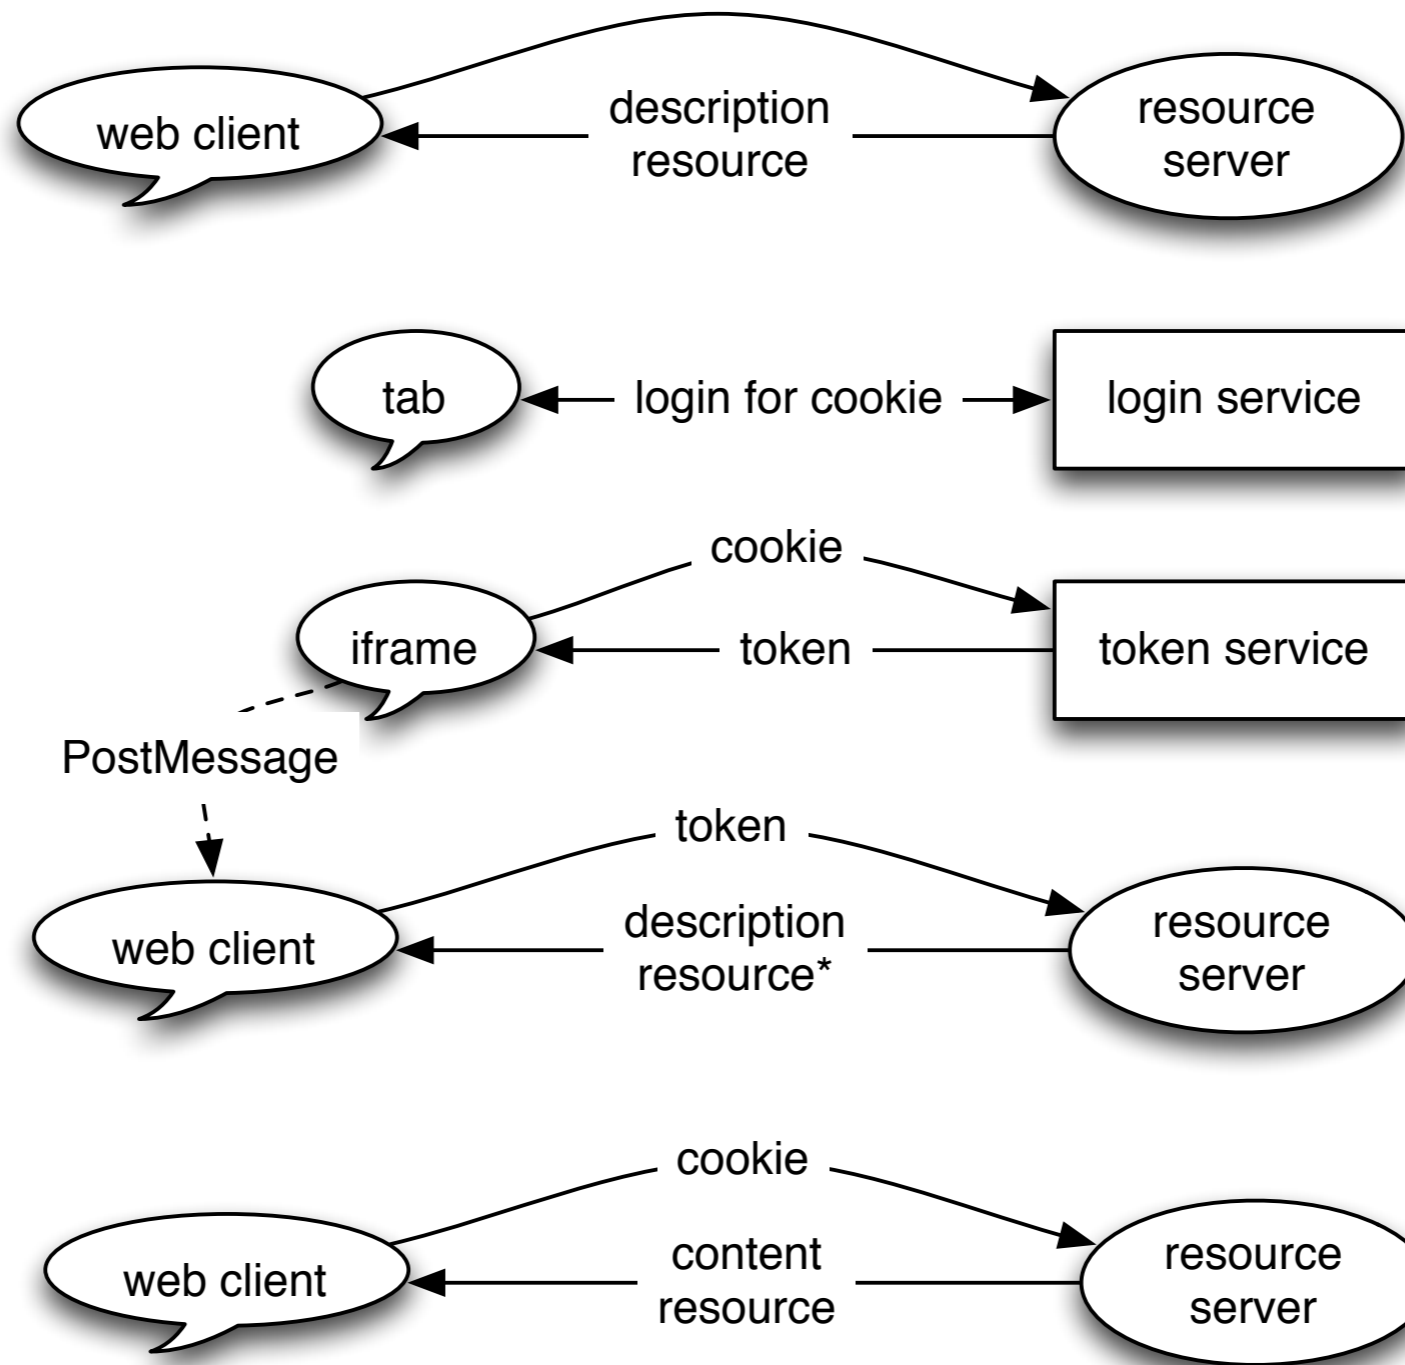 web client
description
resource
resource
server
tab
login for cookie
login service
cookie
iframe
token
token service
PostMessage
token
web client
description
resource*
resource
server
cookie
web client
content
resource
resource
server